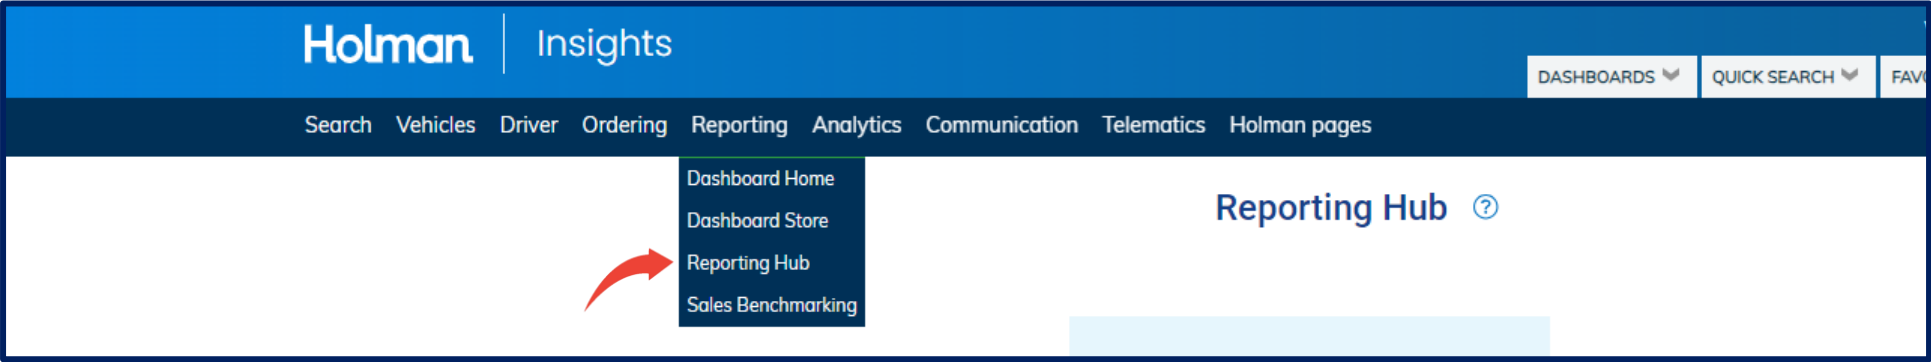 Holman | Insights
DASHBOARDS QUICK SEARCH FAV
Search Vehicles Driver Ordering Reporting Analytics Communication Telematics Holman pages
Dashboard Home
Dashboard Store
Reporting Hub
Sales Benchmarking
Reporting Hub ?